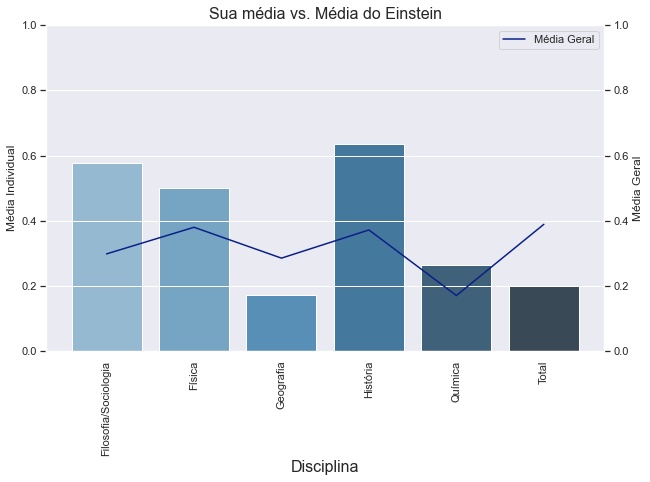 Sua média vs. Média do Einstein
Média Geral
1.0
0.8
0.6
0.4
0.2
0.0
Média Individual
1.0
0.8
0.6
0.4
0.2
0.0
Média Geral
Filosofia/Sociologia
Física
Geografia
História
Química
Total
Disciplina